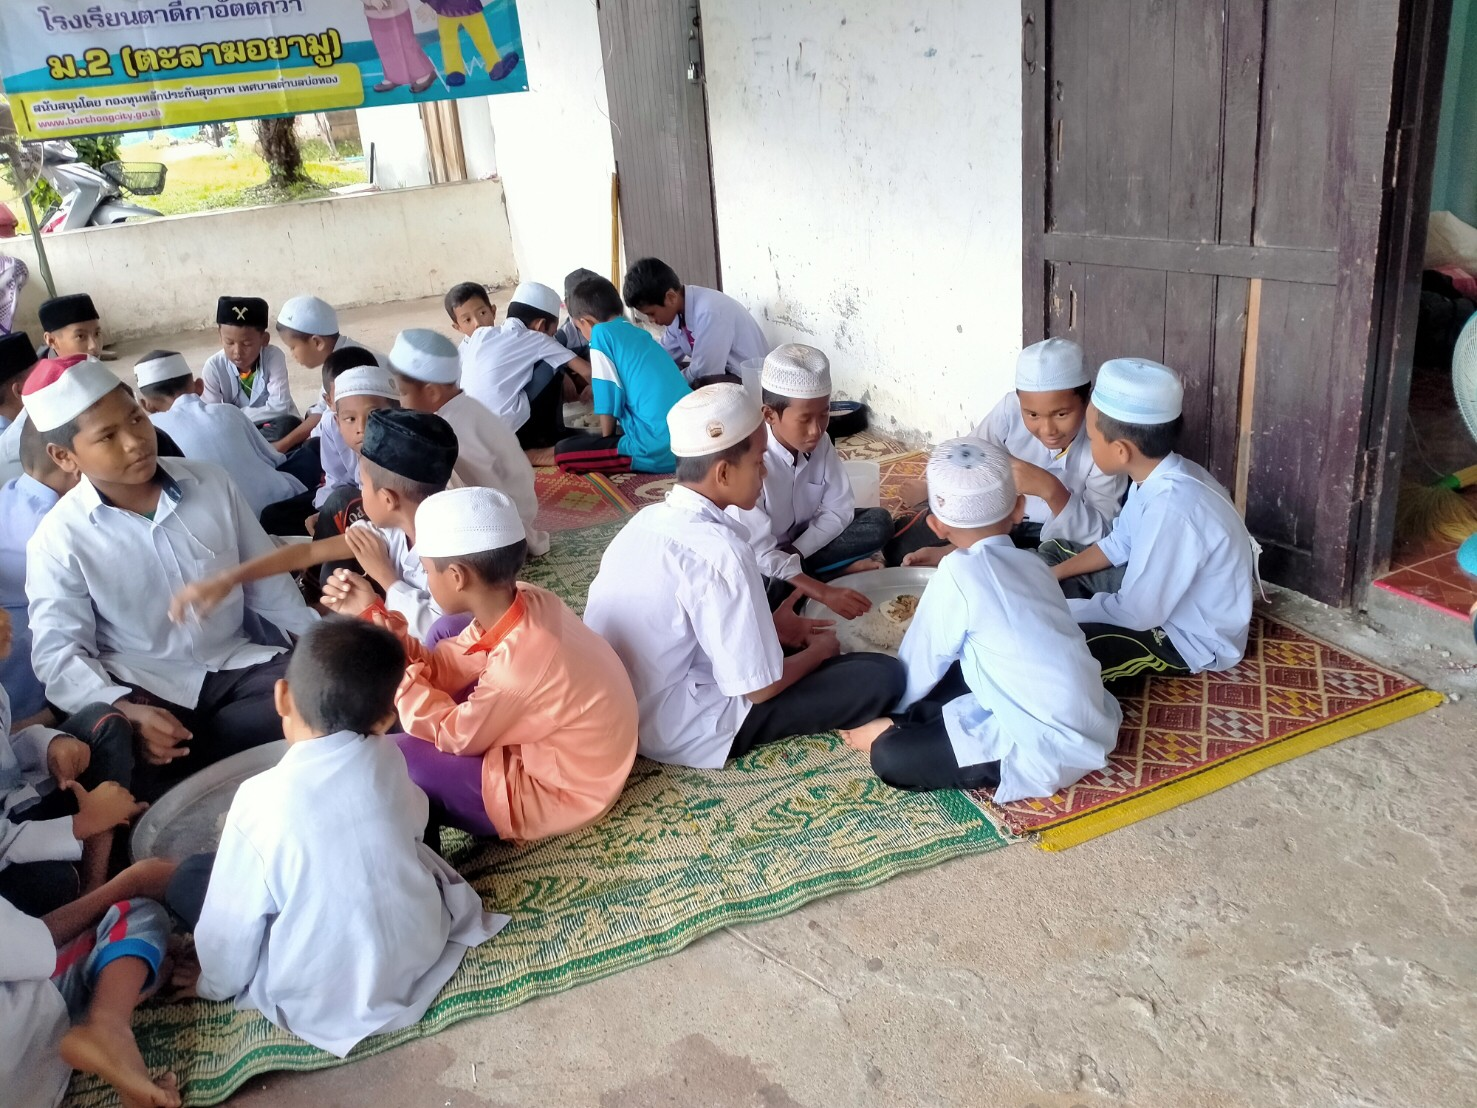 โรงเรียนตาดีกาอัตตักวา
ม.2 (ตะลาฆอยามู)
สนับสนุนโดย กองทุนหลักประกันสุขภาพ เทศบาลตำบลบ่อทอง
www.borthongcity.go.th